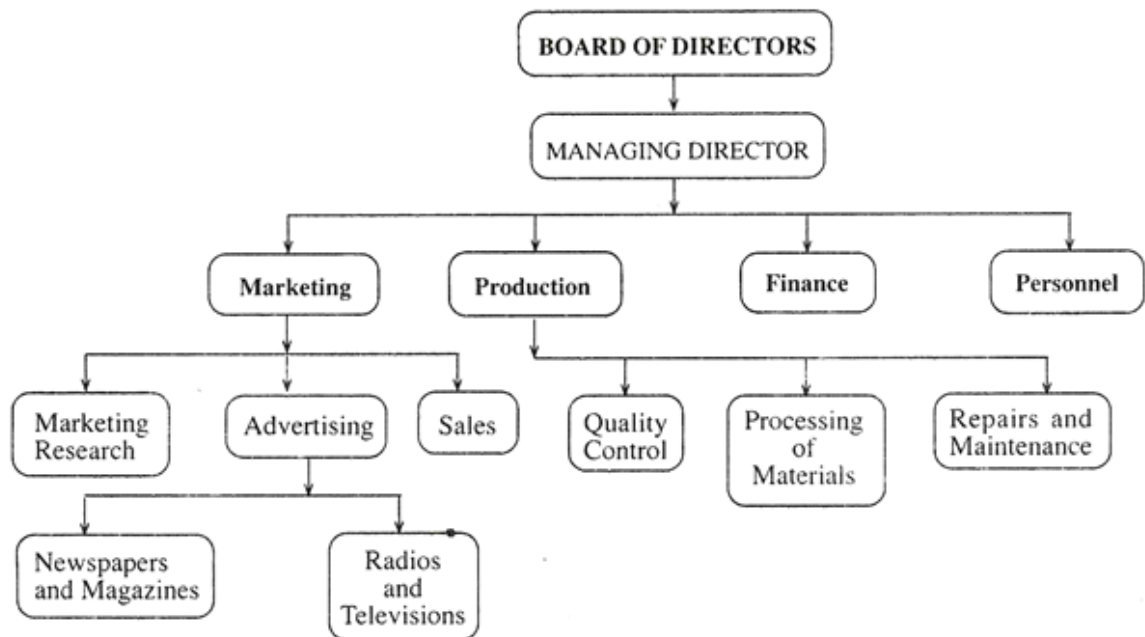 BOARD OF DIRECTORS
MANAGING DIRECTOR
Marketing
Production
Finance
Personnel
Marketing
Research
Advertising
Sales
Quality
Control
Processing
of
Materials
Repairs and
Maintenance
Newspapers
and Magazines
Radios
and
Televisions